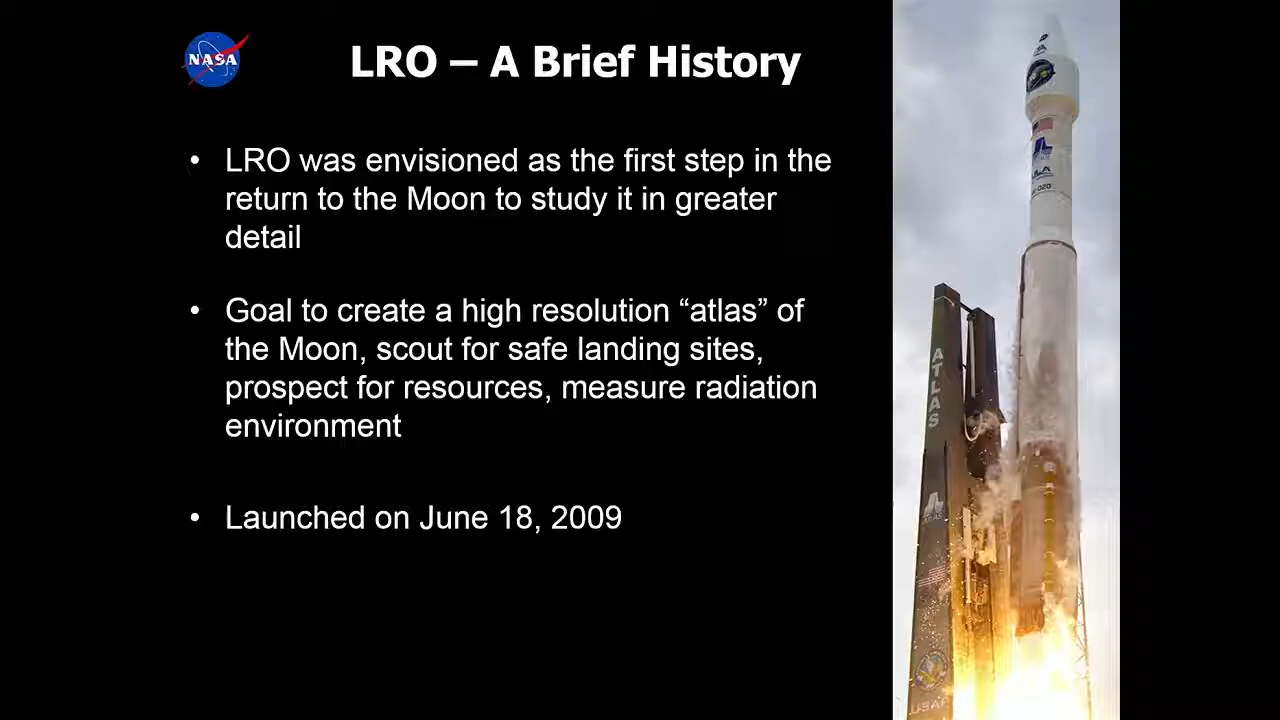 NASA
LRO – A Brief History
• LRO was envisioned as the first step in the
return to the Moon to study it in greater
detail
• Goal to create a high resolution “atlas” of
the Moon, scout for safe landing sites,
prospect for resources, measure radiation
environment
• Launched on June 18, 2009
ATLAS
USAF